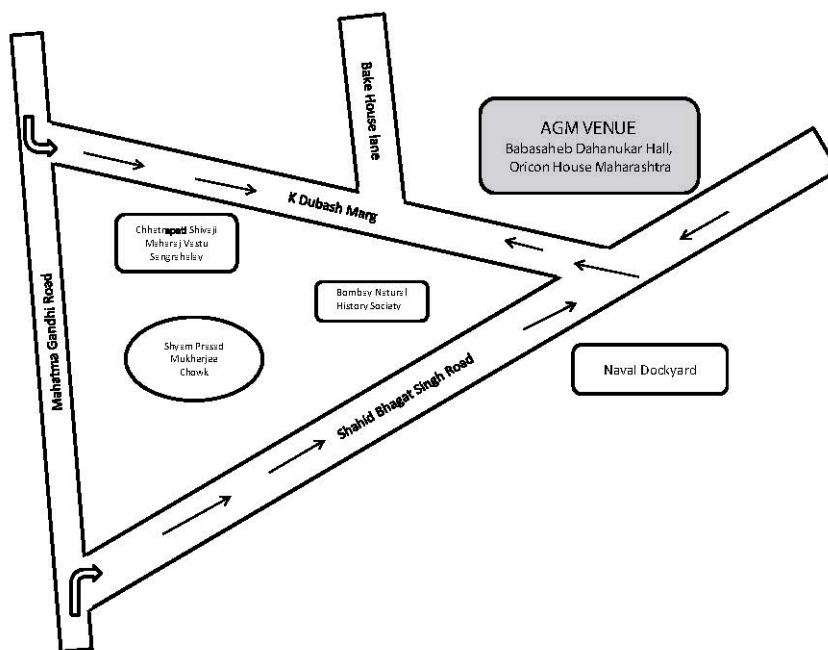 Bake House lane
AGM VENUE
Babasaheb Dahanukar Hall,
Oricon House Maharashtra
K Dubash Marg
Chhatrapati Shivaji
Maharaj Vastu
Sangrahalay
Mahatma Gandhi Road
Bombay Natural
History Society
Shyam Prasad
Mukherjee
Chowk
Naval Dockyard
Shahid Bhagat Singh Road